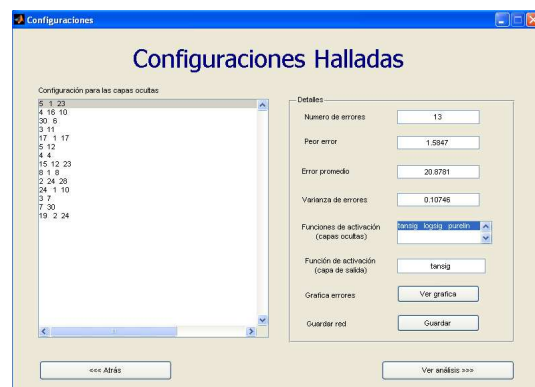 Configuraciones
Configuraciones Halladas
Configuración para las capas ocultas
5 1 23
4 16 10
30 6
3 11
17 1 17
5 12
4 4
15 12 23
8 1 8
2 24 28
24 1 10
3 7
7 30
19 2 24
Detalles
Numero de errores
13
Peor error
1.5847
Error promedio
20.8781
Varianza de errores
0.10746
Funciones de activación
(capas ocultas)
tansig logsig purelin
Función de activación
(capa de salida)
tansig
Grafica errores
Ver grafica
Guardar red
Guardar
<<< Atrás
Ver análisis >>>